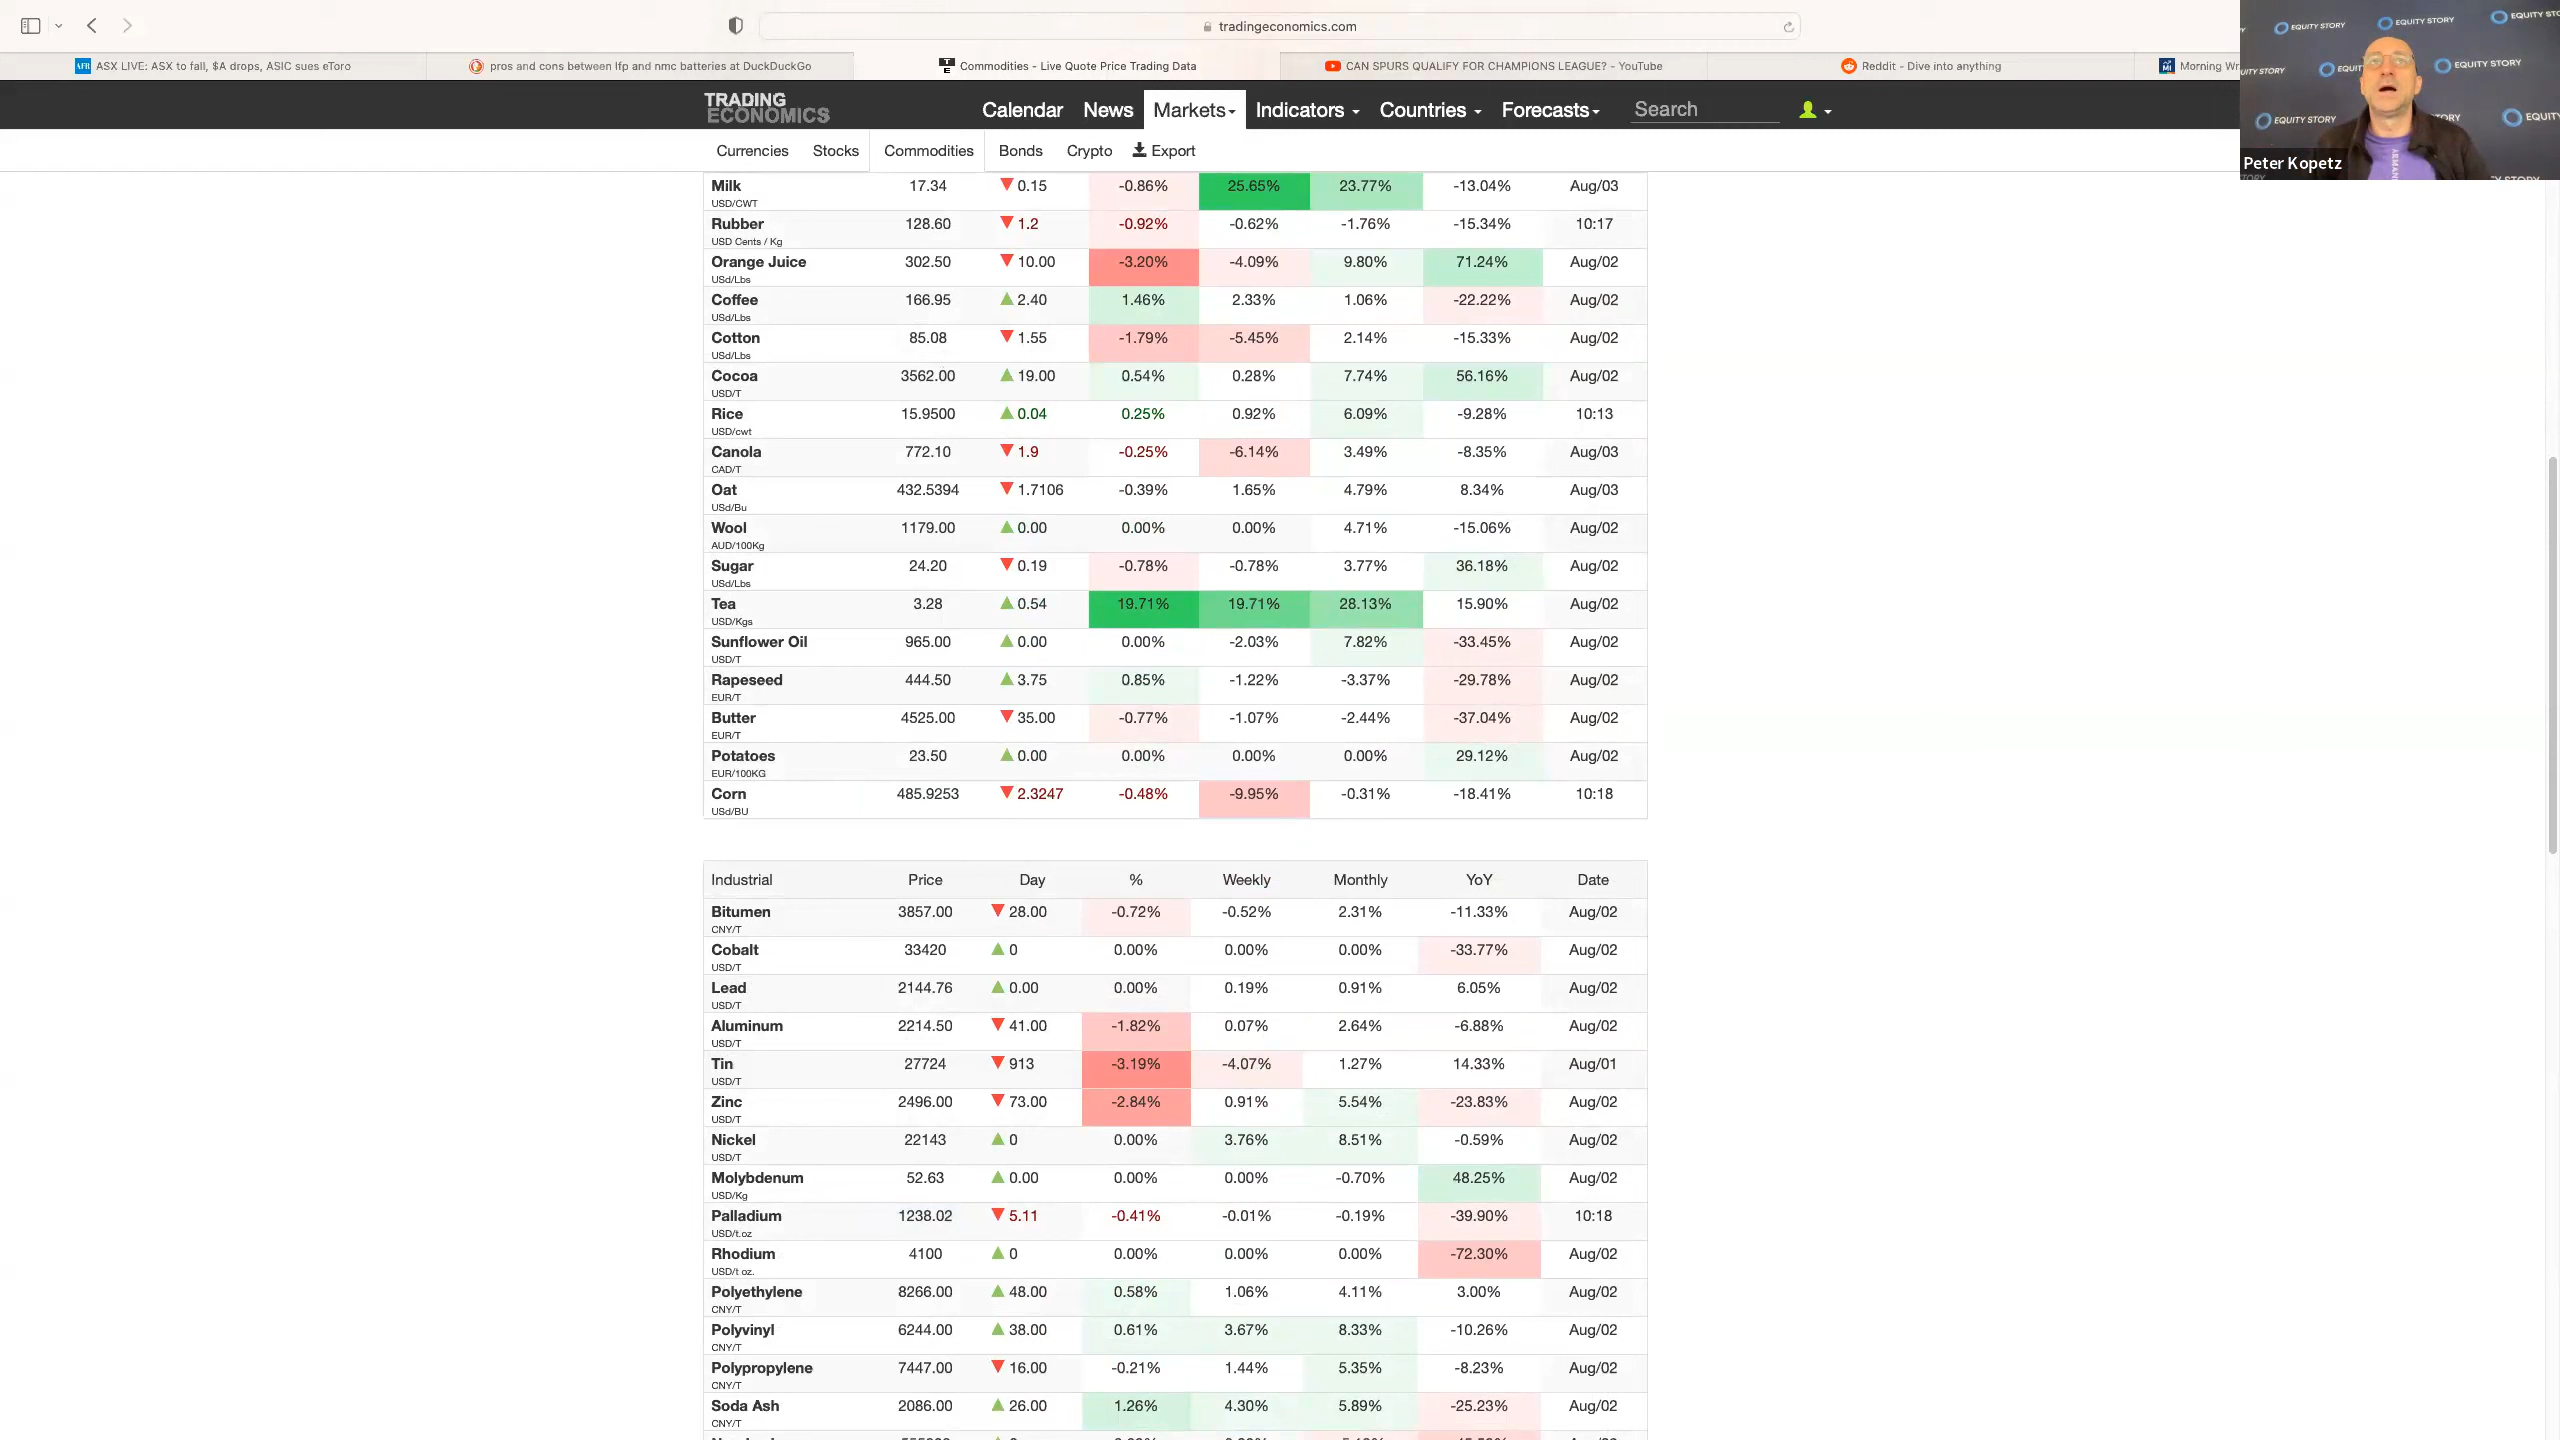 tradingeconomics.com
ASX LIVE: ASX to fall, $A drops, ASIC sues eToro
pros and cons between lfp and nmc batteries at DuckDuckGo
Commodities - Live Quote Price Trading Data
CAN SPURS QUALIFY FOR CHAMPIONS LEAGUE? - YouTube
Reddit - Dive into anything
Morning Wr
EQUITY STORY
Peter Kopetz
TRADING ECONOMICS
Calendar News Markets Indicators Countries Forecasts Search
Currencies Stocks Commodities Bonds Crypto Export
Milk 17.34 0.15 -0.86% 25.65% 23.77% -13.04% Aug/03
USD/CWT
Rubber 128.60 1.2 -0.92% -0.62% -1.76% -15.34% 10:17
USD Cents / Kg
Orange Juice 302.50 10.00 -3.20% -4.09% 9.80% 71.24% Aug/02
USd/Lbs
Coffee 166.95 2.40 1.46% 2.33% 1.06% -22.22% Aug/02
USd/Lbs
Cotton 85.08 1.55 -1.79% -5.45% 2.14% -15.33% Aug/02
USd/Lbs
Cocoa 3562.00 19.00 0.54% 0.28% 7.74% 56.16% Aug/02
USD/T
Rice 15.9500 0.04 0.25% 0.92% 6.09% -9.28% 10:13
USD/cwt
Canola 772.10 1.9 -0.25% -6.14% 3.49% -8.35% Aug/03
CAD/T
Oat 432.5394 1.7106 -0.39% 1.65% 4.79% 8.34% Aug/03
USd/Bu
Wool 1179.00 0.00 0.00% 0.00% 4.71% -15.06% Aug/02
AUD/100Kg
Sugar 24.20 0.19 -0.78% -0.78% 3.77% 36.18% Aug/02
USd/Lbs
Tea 3.28 0.54 19.71% 19.71% 28.13% 15.90% Aug/02
USD/Kgs
Sunflower Oil 965.00 0.00 0.00% -2.03% 7.82% -33.45% Aug/02
USD/T
Rapeseed 444.50 3.75 0.85% -1.22% -3.37% -29.78% Aug/02
EUR/T
Butter 4525.00 35.00 -0.77% -1.07% -2.44% -37.04% Aug/02
EUR/T
Potatoes 23.50 0.00 0.00% 0.00% 0.00% 29.12% Aug/02
EUR/100KG
Corn 485.9253 2.3247 -0.48% -9.95% -0.31% -18.41% 10:18
USd/BU
Industrial Price Day % Weekly Monthly YoY Date
Bitumen 3857.00 28.00 -0.72% -0.52% 2.31% -11.33% Aug/02
CNY/T
Cobalt 33420 0 0.00% 0.00% 0.00% -33.77% Aug/02
USD/T
Lead 2144.76 0.00 0.00% 0.19% 0.91% 6.05% Aug/02
USD/T
Aluminum 2214.50 41.00 -1.82% 0.07% 2.64% -6.88% Aug/02
USD/T
Tin 27724 913 -3.19% -4.07% 1.27% 14.33% Aug/01
USD/T
Zinc 2496.00 73.00 -2.84% 0.91% 5.54% -23.83% Aug/02
USD/T
Nickel 22143 0 0.00% 3.76% 8.51% -0.59% Aug/02
USD/T
Molybdenum 52.63 0.00 0.00% 0.00% -0.70% 48.25% Aug/02
USD/Kg
Palladium 1238.02 5.11 -0.41% -0.01% -0.19% -39.90% 10:18
USD/t.oz
Rhodium 4100 0 0.00% 0.00% 0.00% -72.30% Aug/02
USD/t oz.
Polyethylene 8266.00 48.00 0.58% 1.06% 4.11% 3.00% Aug/02
CNY/T
Polyvinyl 6244.00 38.00 0.61% 3.67% 8.33% -10.26% Aug/02
CNY/T
Polypropylene 7447.00 16.00 -0.21% 1.44% 5.35% -8.23% Aug/02
CNY/T
Soda Ash 2086.00 26.00 1.26% 4.30% 5.89% -25.23% Aug/02
CNY/T